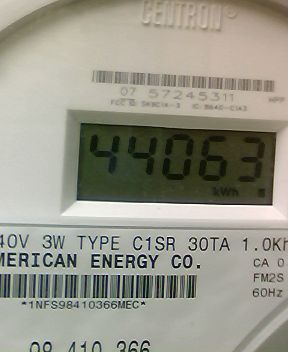 CENTRON®
07 57245311
44063
kWh
40V 3W TYPE C1SR 30TA 1.0Kh
MERICAN ENERGY CO.
CA 0
FM2S
60Hz
*1NFS98410366MEC*
98 410 366